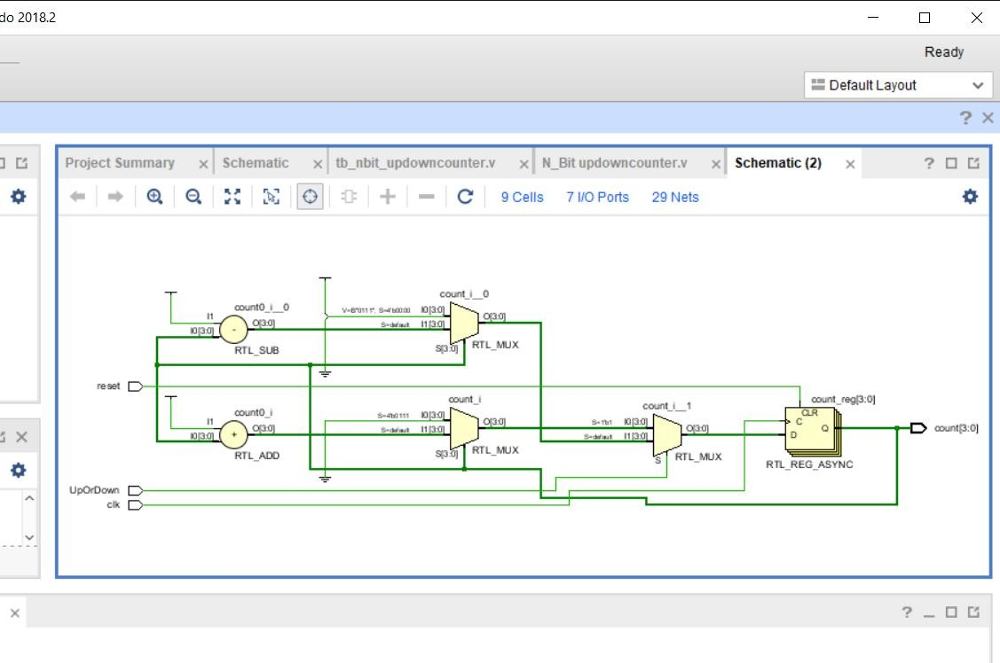 do 2018.2
Ready
Default Layout
Project Summary
Schematic
tb_nbit_updowncounter.v
N_Bit updowncounter.v
Schematic (2)
9 Cells
7 I/O Ports
29 Nets
count_i__0
count0_i__0
I1
I0[3:0]
-
O[3:0]
RTL_SUB
S=4'b0000
I0[3:0]
S=default
I1[3:0]
S[3:0]
O[3:0]
RTL_MUX
reset
count0_i
I1
I0[3:0]
+
O[3:0]
RTL_ADD
count_i
S=4'b0111
I0[3:0]
S=default
I1[3:0]
S[3:0]
O[3:0]
RTL_MUX
count_i__1
S=1'b1
I0[3:0]
S=default
I1[3:0]
S
O[3:0]
RTL_MUX
count_reg[3:0]
CLR
C
D
Q
RTL_REG_ASYNC
count[3:0]
UpOrDown
clk